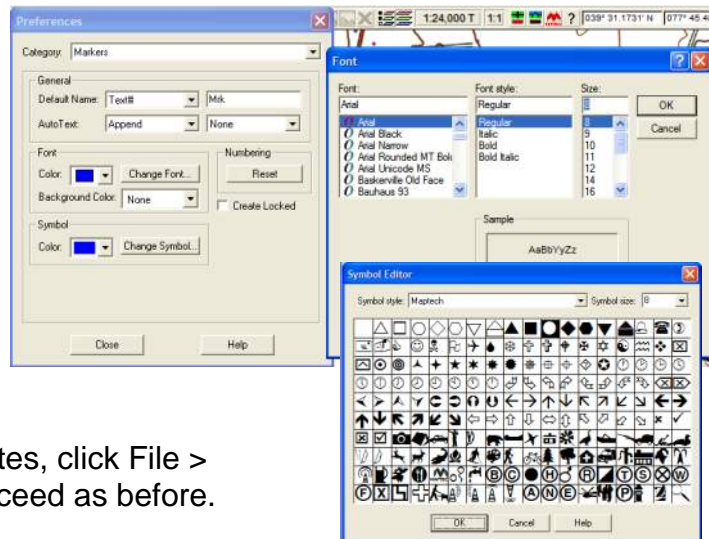 Preferences
Category: Markers
General
Default Name: Text# Mrk
AutoText: Append None
Font
Color: Change Font...
Background Color: None
Numbering
Reset
Create Locked
Symbol
Color: Change Symbol...
Close Help
1:24,000 T 1:1 ? 039° 31.1731' N 077° 45.4
Font
Font: Font style: Size:
Arial Regular 8
Arial Regular 8
Arial Black Italic 9
Arial Narrow Bold 10
Arial Rounded MT Bol Bold Italic 11
Arial Unicode MS 12
Baskerville Old Face 14
Bauhaus 93 16
OK
Cancel
Sample
AaBbYyZz
Symbol Editor
Symbol style: Maptech Symbol size: 8
OK Cancel Help
tes, click File >
ceed as before.